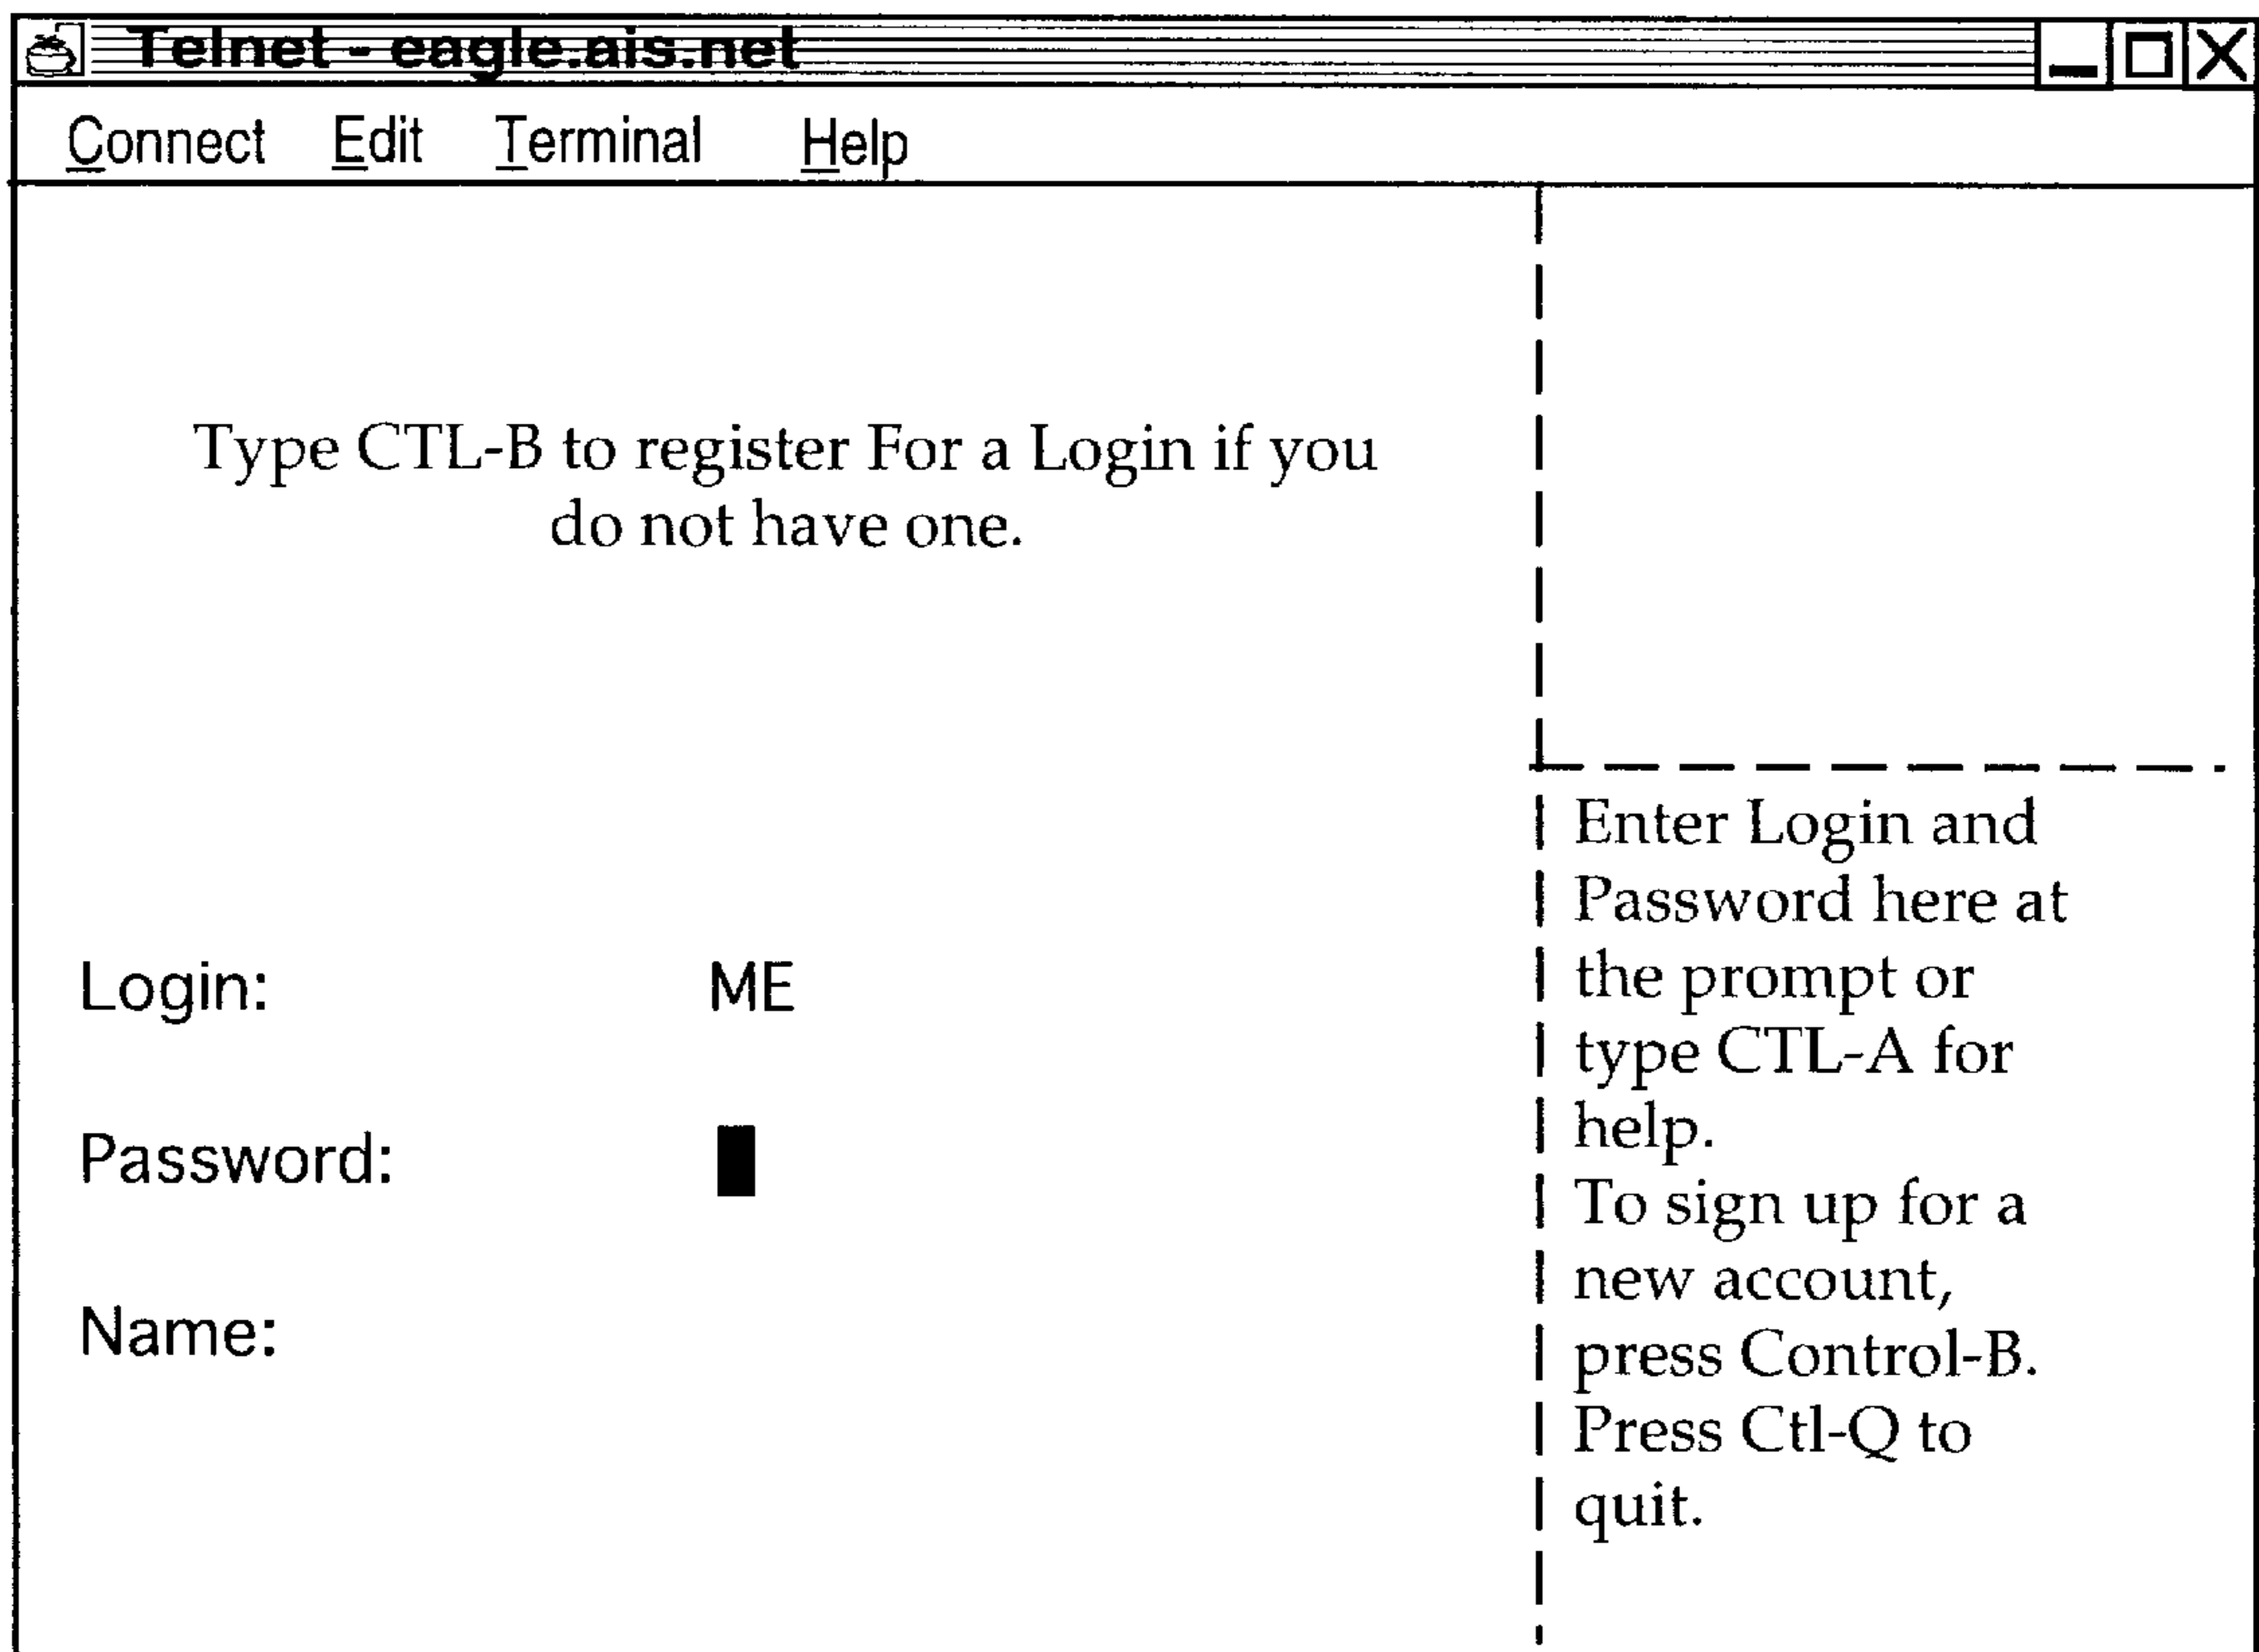 Telnet - eagle.ais.net
Connect Edit Terminal Help
Type CTL-B to register For a Login if you
do not have one.
Login: ME
Password:
Name:
Enter Login and
Password here at
the prompt or
type CTL-A for
help.
To sign up for a
new account,
press Control-B.
Press Ctl-Q to
quit.